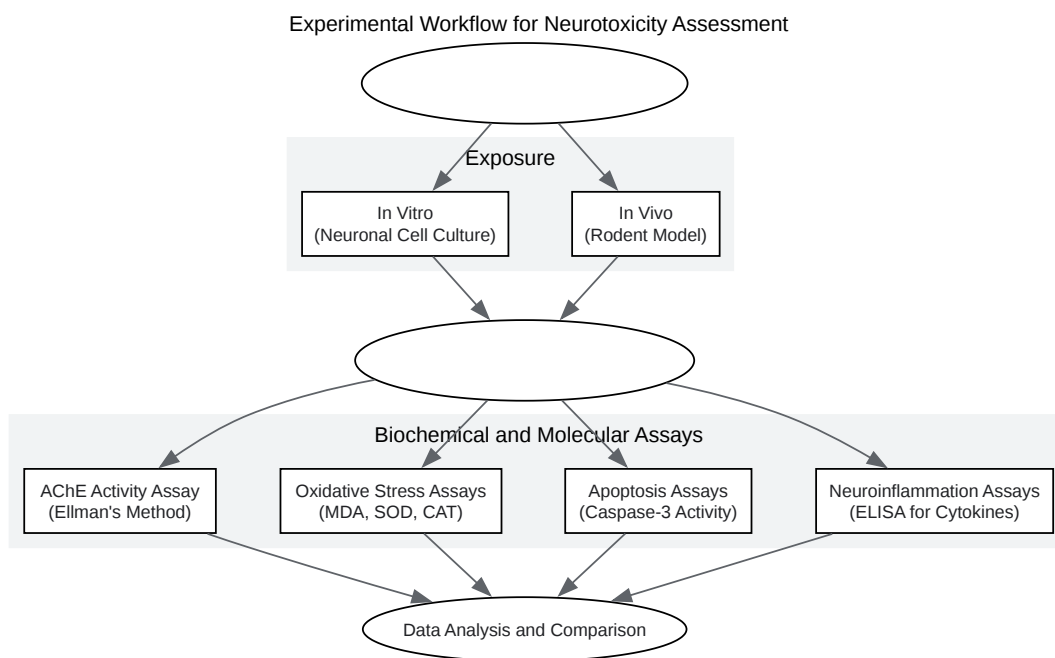 Experimental Workflow for Neurotoxicity Assessment
Exposure
In Vitro
(Neuronal Cell Culture)
In Vivo
(Rodent Model)
Biochemical and Molecular Assays
AChE Activity Assay
(Ellman's Method)
Oxidative Stress Assays
(MDA, SOD, CAT)
Apoptosis Assays
(Caspase-3 Activity)
Neuroinflammation Assays
(ELISA for Cytokines)
Data Analysis and Comparison